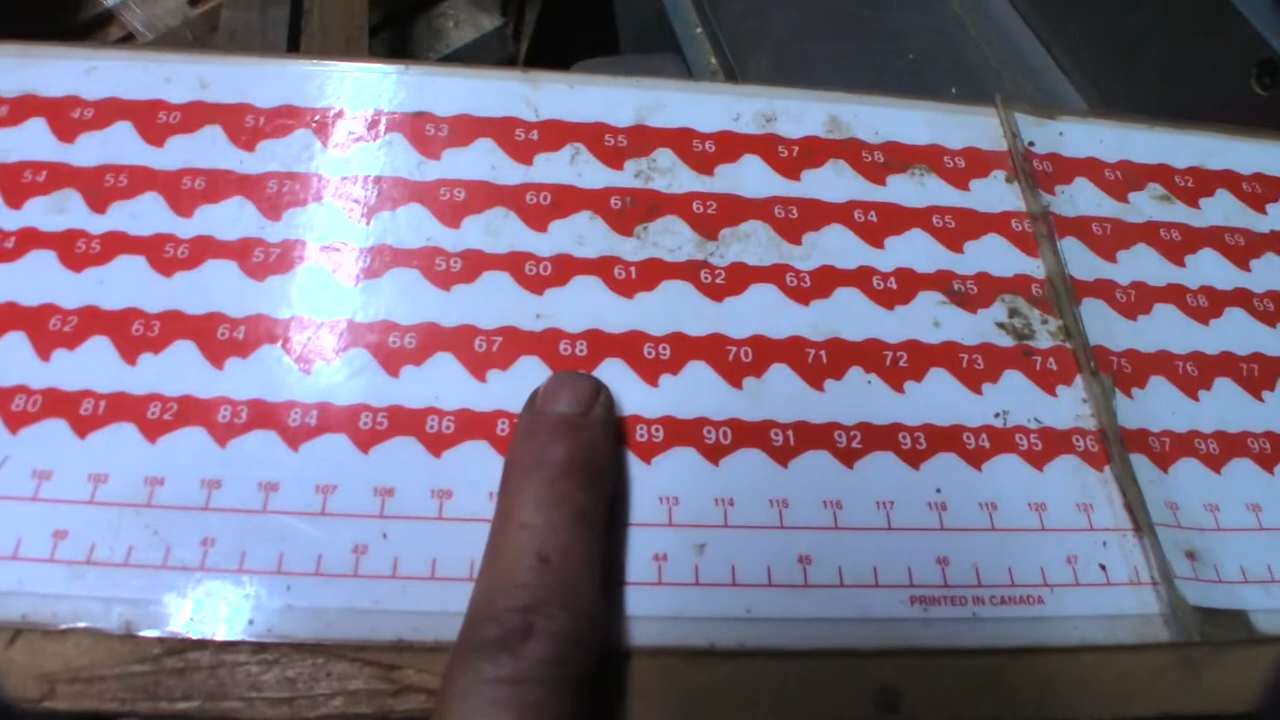 49 50 51 53 54 55 56 57 58 59 60 61 62 63
54 55 56 57 59 60 61 62 63 64 65 66 67 68 69
55 56 57 59 60 61 62 63 64 65 67 68 69
62 63 64 66 67 68 69 70 71 72 73 74 75 76 77
80 81 82 83 84 85 86 89 90 91 92 93 94 95 96 97 98 99
102 103 104 105 106 107 108 109 113 114 115 116 117 118 119 120 121 123 124 125
40 41 42 44 45 46 47
PRINTED IN CANADA